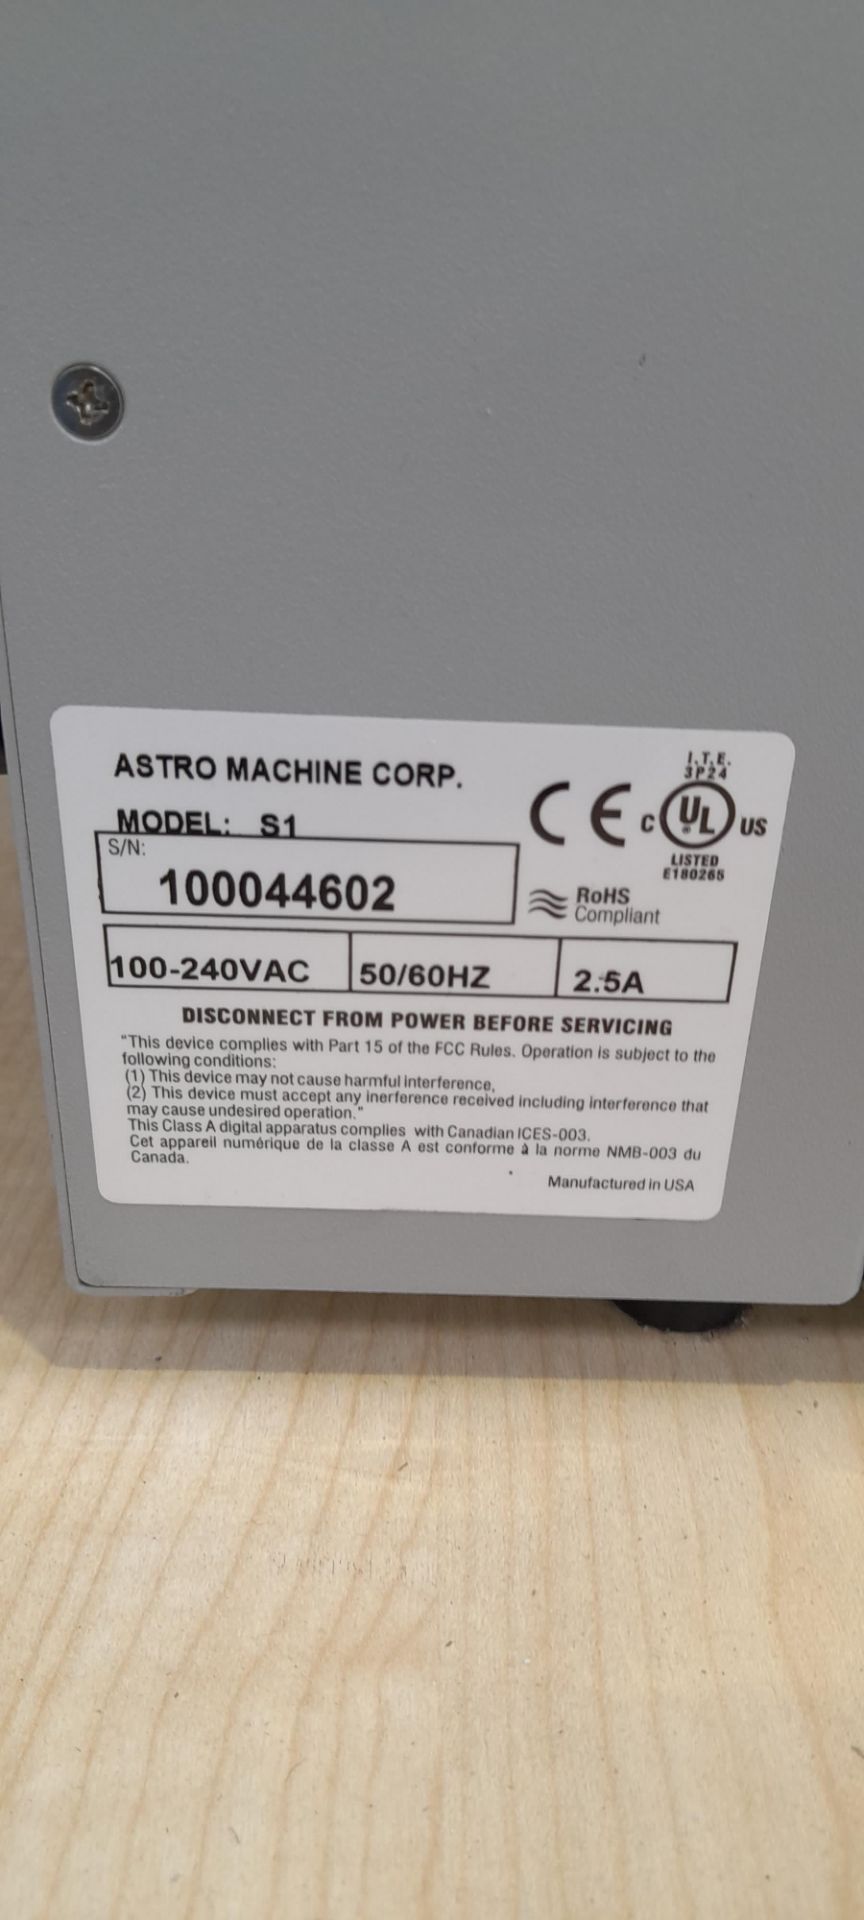 ASTRO MACHINE CORP.
MODEL: S1
S/N:
100044602
CE
I.T.E.
3P24
C UL® US
LISTED
E180265
RoHS
Compliant
100-240VAC 50/60HZ 2.5A
DISCONNECT FROM POWER BEFORE SERVICING
"This device complies with Part 15 of the FCC Rules. Operation is subject to the
following conditions:
(1) This device may not cause harmful interference,
(2) This device must accept any inerference received including interference that
may cause undesired operation."
This Class A digital apparatus complies with Canadian ICES-003.
Cet appareil numérique de la classe A est conforme à la norme NMB-003 du
Canada.
Manufactured in USA